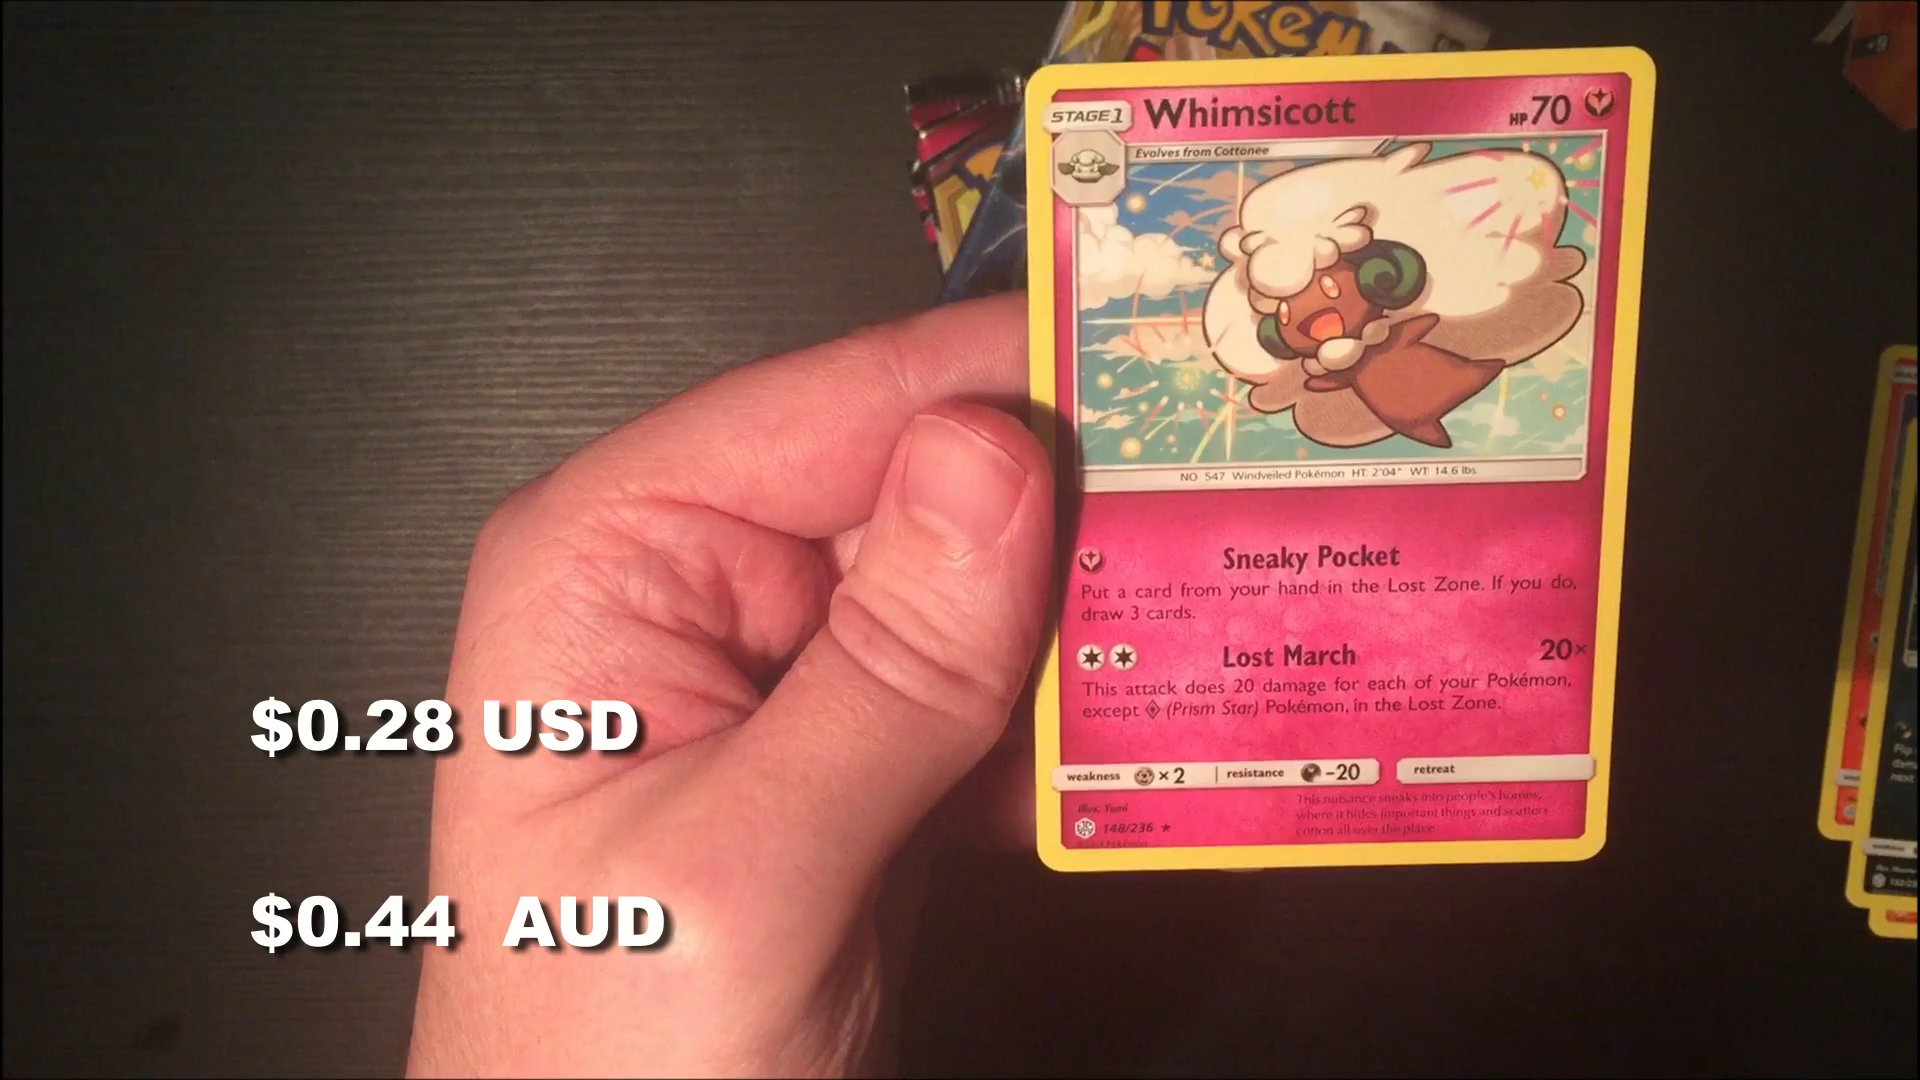 POKÉM
STAGE1 Whimsicott HP70
Evolves from Cottonee
NO. 547 Windveiled Pokémon HT: 2'04" WT: 14.6 lbs.
Sneaky Pocket
Put a card from your hand in the Lost Zone. If you do,
draw 3 cards.
Lost March 20×
This attack does 20 damage for each of your Pokémon,
except (Prism Star) Pokémon, in the Lost Zone.
weakness ×2 resistance -20 retreat
Illus. Yumi
148/236
This nuisance sneaks into people's homes,
where it hides important things and scatters
cotton all over the place.
$0.28 USD
$0.44 AUD